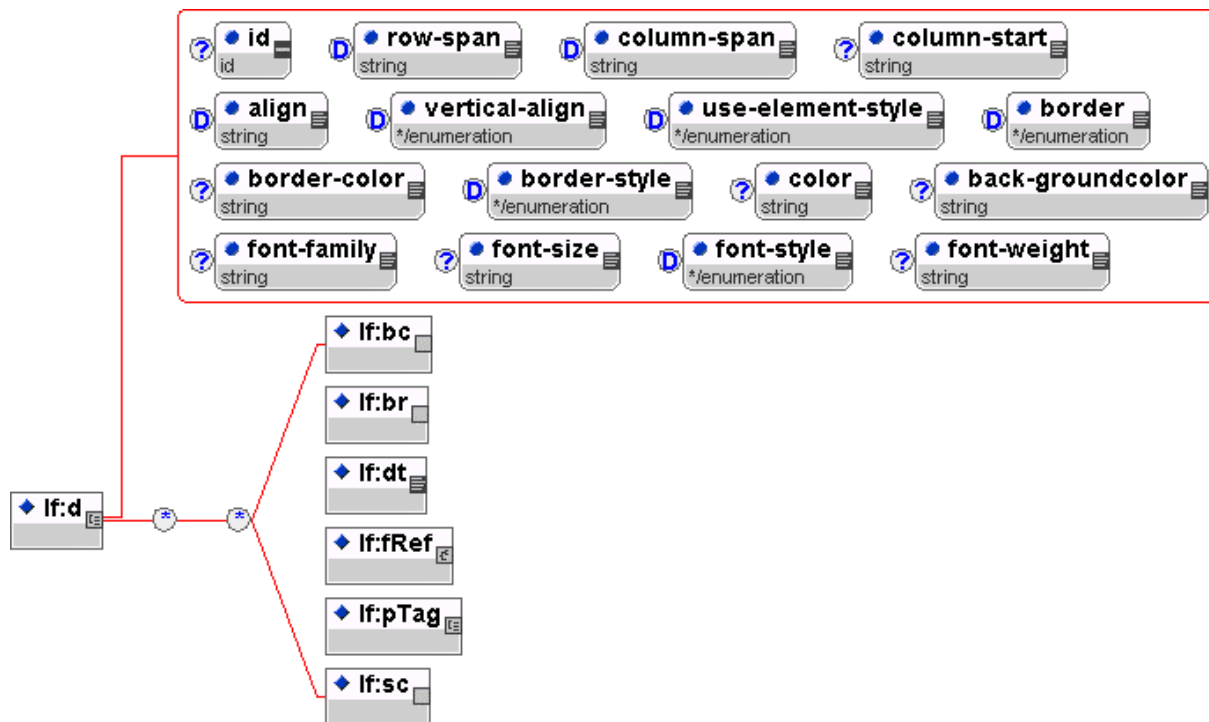 ? id D row-span D column-span ? column-start
id string string string
D align D vertical-align D use-element-style D border
string */enumeration */enumeration */enumeration
? border-color D border-style ? color ? back-groundcolor
string */enumeration string string
? font-family ? font-size D font-style ? font-weight
string string */enumeration string
lf:bc
lf:br
lf:dt
lf:d * *
lf:fRef
lf:pTag
lf:sc